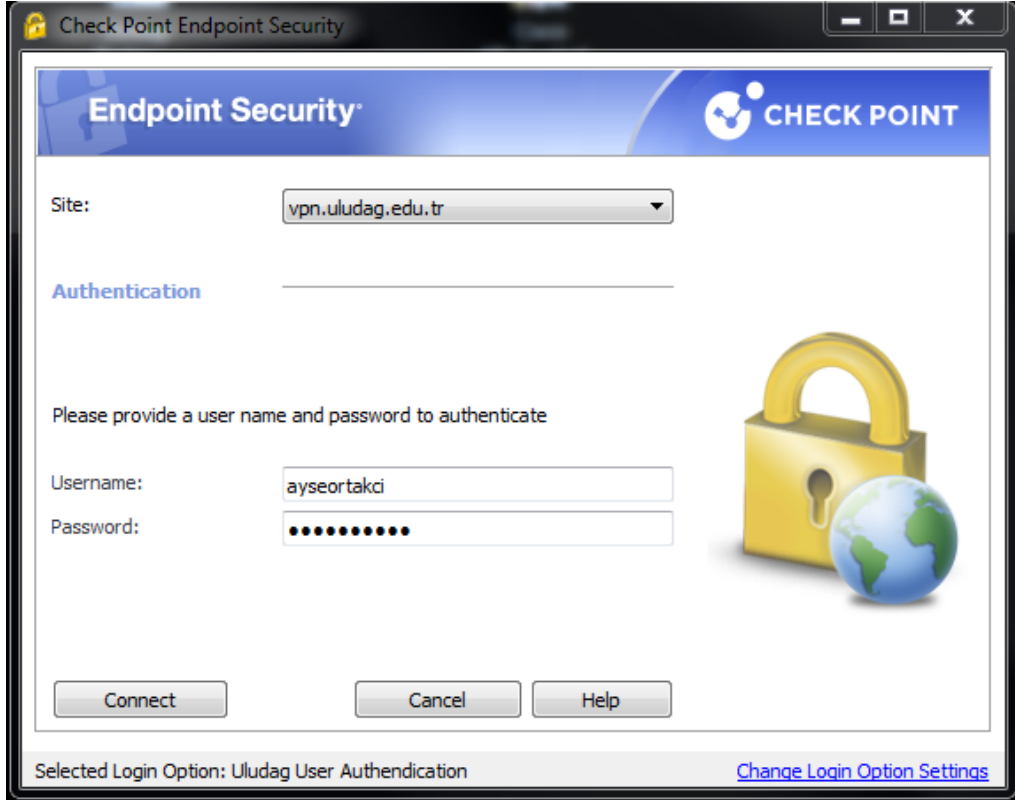 Check Point Endpoint Security
Endpoint Security
CHECK POINT
Site:
vpn.uludag.edu.tr
Authentication
Please provide a user name and password to authenticate
Username:
ayseortakci
Password:
••••••••••
Connect
Cancel
Help
Selected Login Option: Uludag User Authendication
Change Login Option Settings